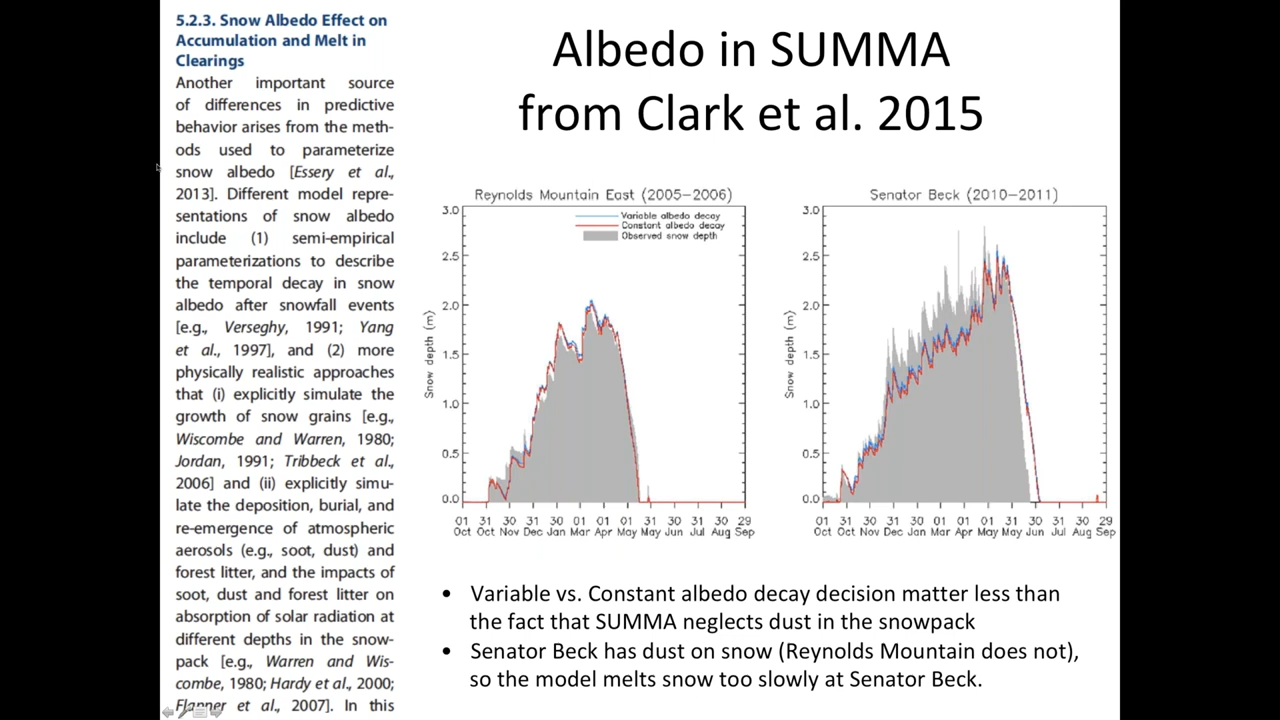 5.2.3. Snow Albedo Effect on
Accumulation and Melt in
Clearings
Another important source
of differences in predictive
behavior arises from the meth-
ods used to parameterize
snow albedo [Essery et al.,
2013]. Different model repre-
sentations of snow albedo
include (1) semi-empirical
parameterizations to describe
the temporal decay in snow
albedo after snowfall events
[e.g., Verseghy, 1991; Yang
et al., 1997], and (2) more
physically realistic approaches
that (i) explicitly simulate the
growth of snow grains [e.g.,
Wiscombe and Warren, 1980;
Jordan, 1991; Tribbeck et al.,
2006] and (ii) explicitly simu-
late the deposition, burial, and
re-emergence of atmospheric
aerosols (e.g., soot, dust) and
forest litter, and the impacts of
soot, dust and forest litter on
absorption of solar radiation at
different depths in the snow-
pack [e.g., Warren and Wis-
combe, 1980; Hardy et al., 2000;
Flanner et al., 2007]. In this
Albedo in SUMMA
from Clark et al. 2015
Reynolds Mountain East (2005−2006)
Variable albedo decay
Constant albedo decay
Observed snow depth
Snow depth (m)
3.0
2.5
2.0
1.5
1.0
0.5
0.0
01 31 30 31 30 01 01 01 31 30 30 29
Oct Oct Nov Dec Jan Mar Apr May May Jun Jul Aug Sep
Senator Beck (2010−2011)
Snow depth (m)
3.0
2.5
2.0
1.5
1.0
0.5
0.0
01 31 30 31 30 01 01 01 31 30 30 29
Oct Oct Nov Dec Jan Mar Apr May May Jun Jul Aug Sep
• Variable vs. Constant albedo decay decision matter less than
the fact that SUMMA neglects dust in the snowpack
• Senator Beck has dust on snow (Reynolds Mountain does not),
so the model melts snow too slowly at Senator Beck.